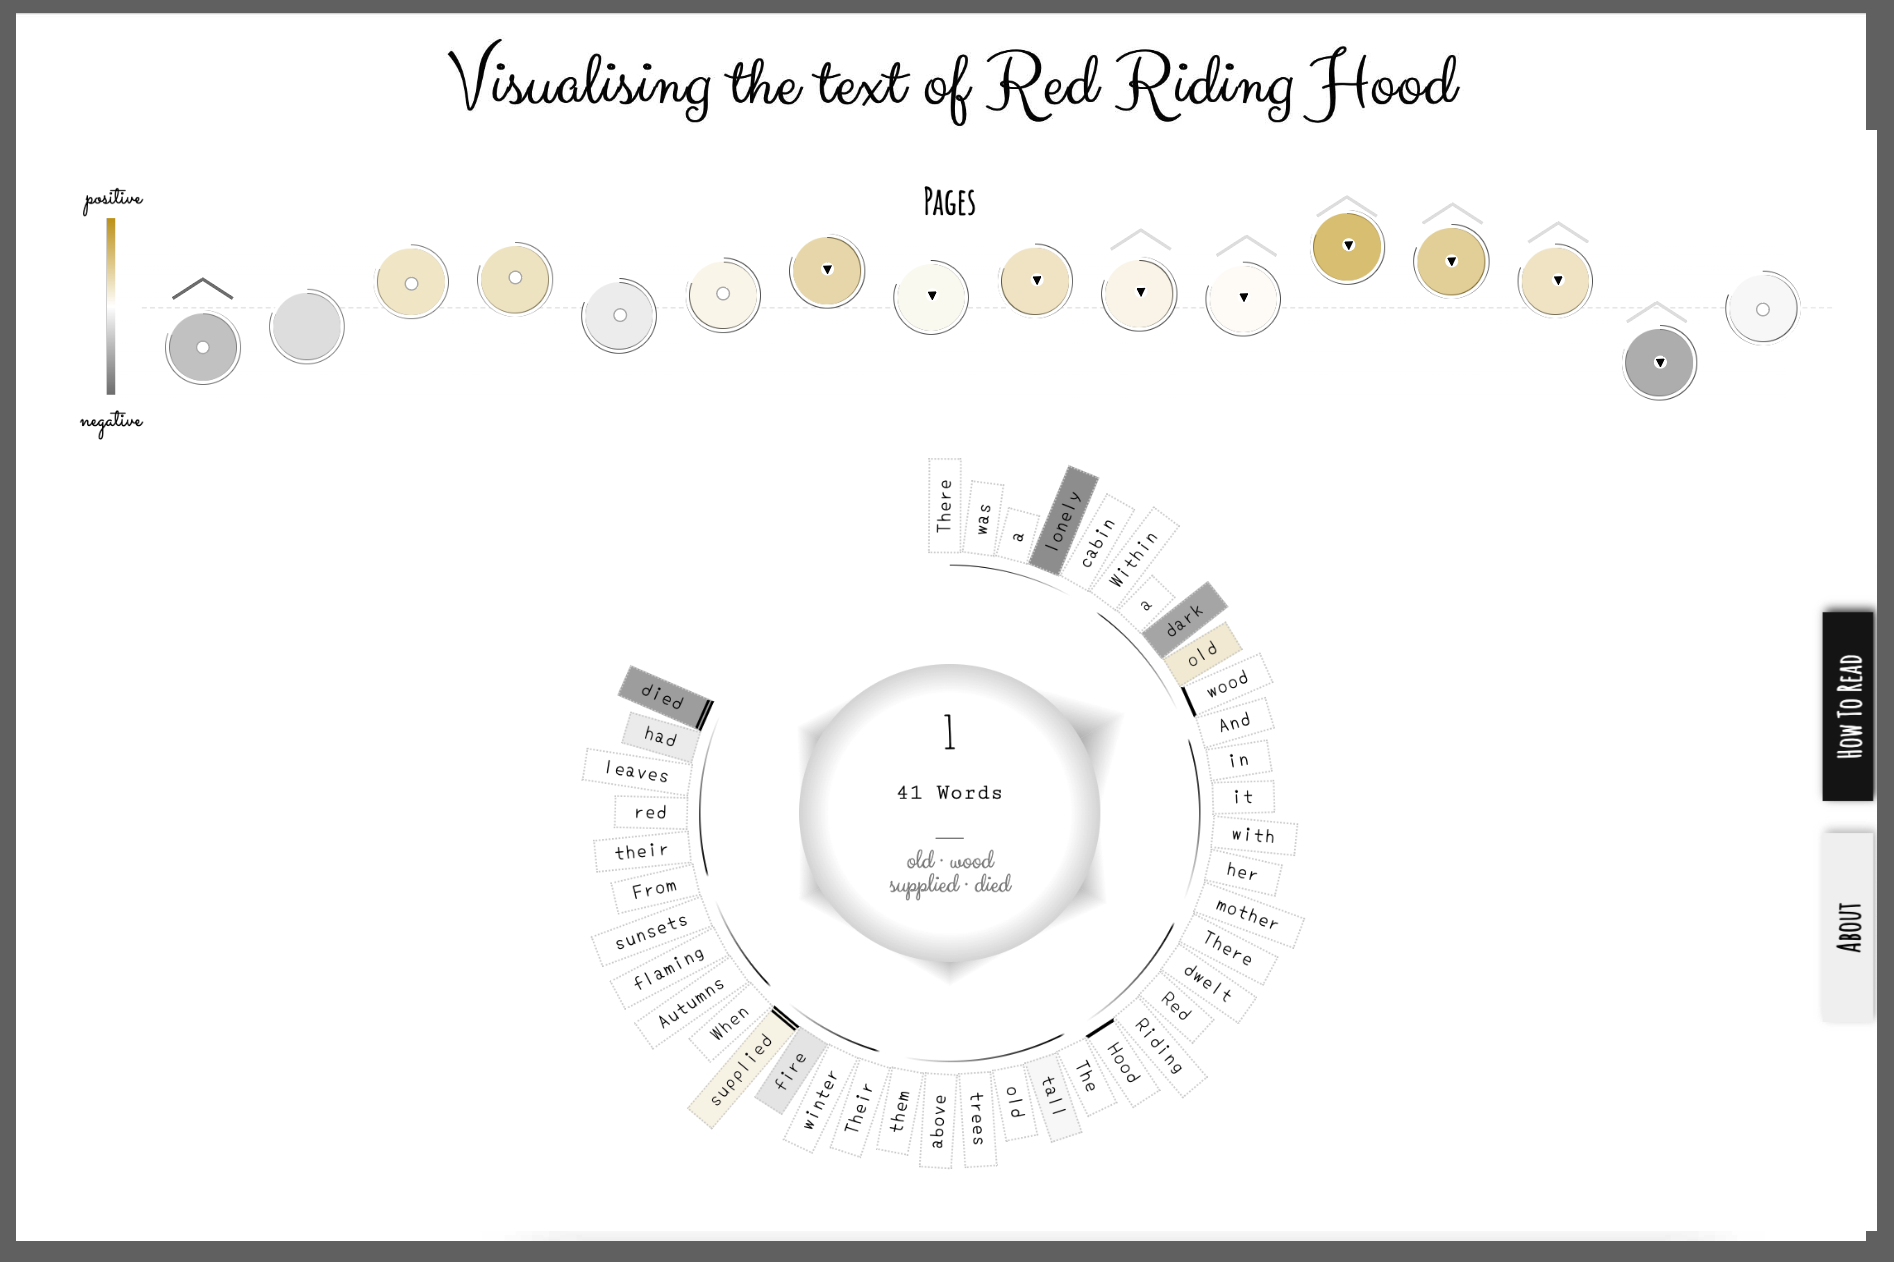 Visualising the text of Red Riding Hood
positive
Pages
negative
There
was
a
lonely
cabin
Within
a
dark
old
wood
And
in
it
with
her
mother
There
dwelt
Red
Riding
Hood
The
tall
old
trees
above
them
Their
winter
fire
supplied
When
Autumns
flaming
sunsets
From
their
red
leaves
had
died
1
41 Words
old · wood
supplied · died
How To Read
About